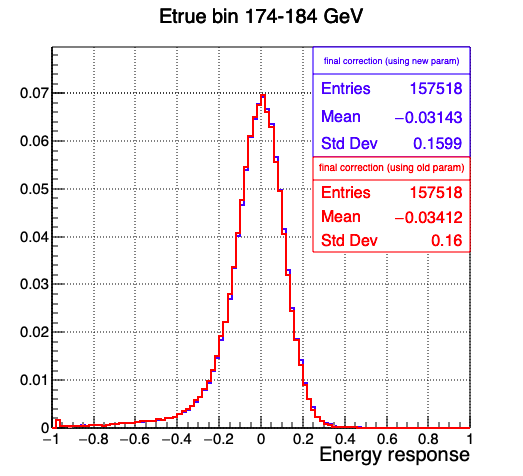 Etrue bin 174-184 GeV
final correction (using new param)
Entries 157518
Mean −0.03143
Std Dev 0.1599
final correction (using old param)
Entries 157518
Mean −0.03412
Std Dev 0.16
0.07
0.06
0.05
0.04
0.03
0.02
0.01
0
−1 −0.8 −0.6 −0.4 −0.2 0 0.2 0.4 0.6 0.8 1
Energy response